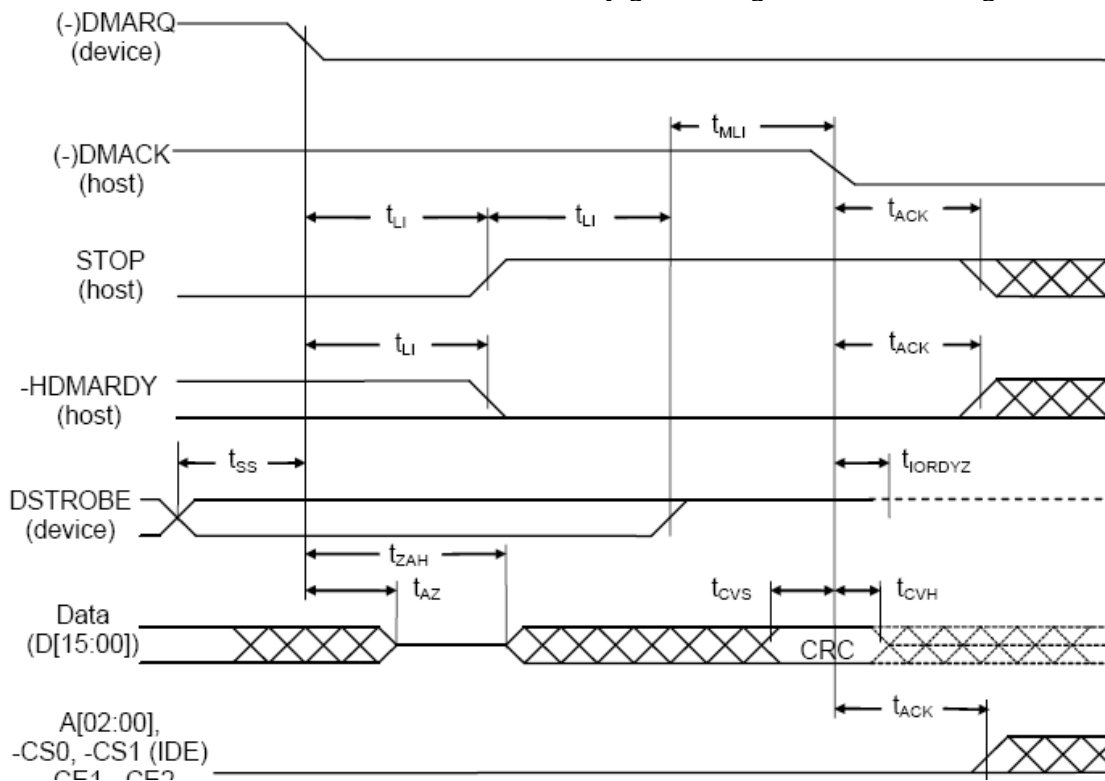 (-)DMARQ
(device)
tMLI
(-)DMACK
(host)
tLI
tLI
tACK
STOP
(host)
tLI
tACK
-HDMARDY
(host)
tSS
tIORDYZ
DSTROBE
(device)
tZAH
tAZ
tCVS
tCVH
Data
(D[15:00])
CRC
tACK
A[02:00],
-CS0, -CS1 (IDE)